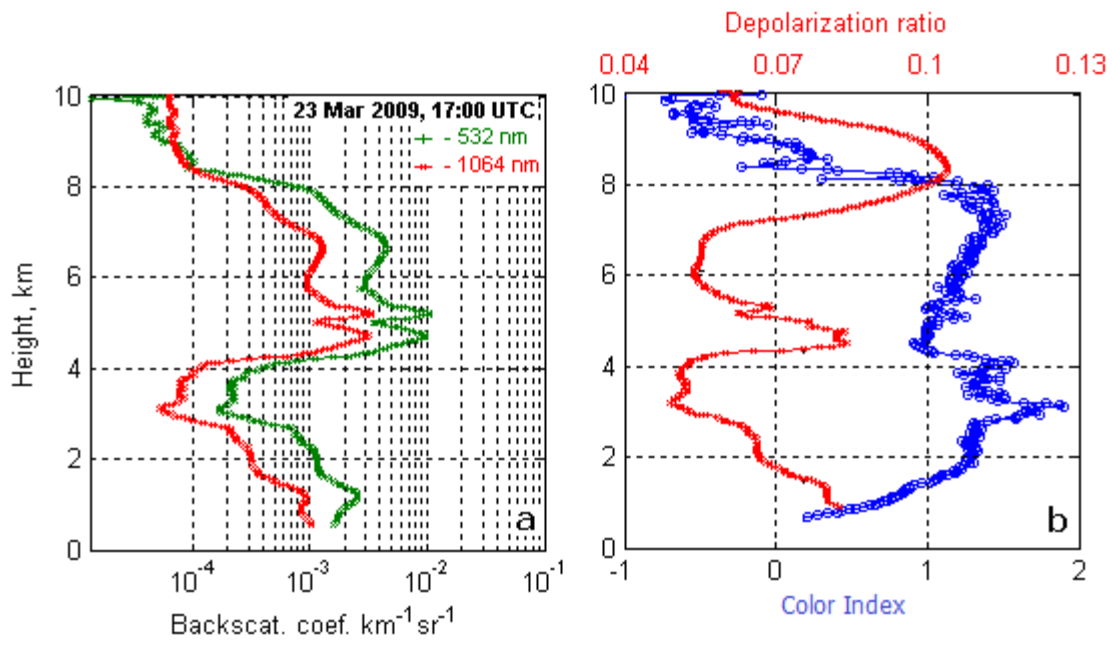 Depolarization ratio
0.04 0.07 0.1 0.13
10
8
6
4
2
0
Height, km
23 Mar 2009, 17:00 UTC
- 532 nm
- 1064 nm
a
10-4 10-3 10-2 10-1
Backscat. coef. km-1 sr-1
10
8
6
4
2
0
b
-1 0 1 2
Color Index